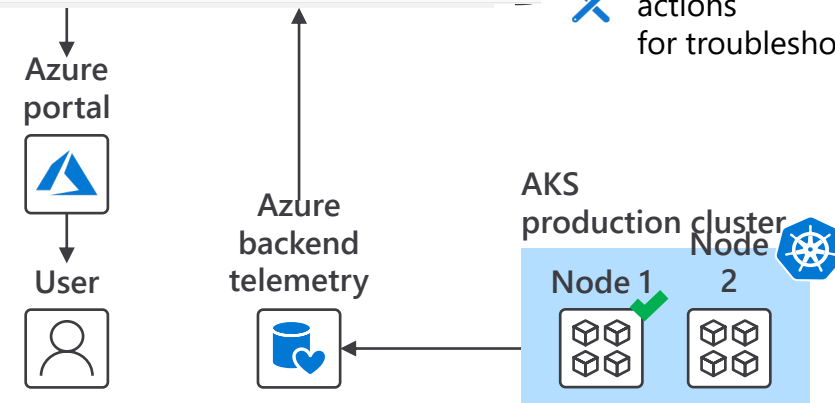 actions
for troublesho
Azure
portal
AKS
production cluster
Azure
backend
telemetry
Node
2
Node 1
User